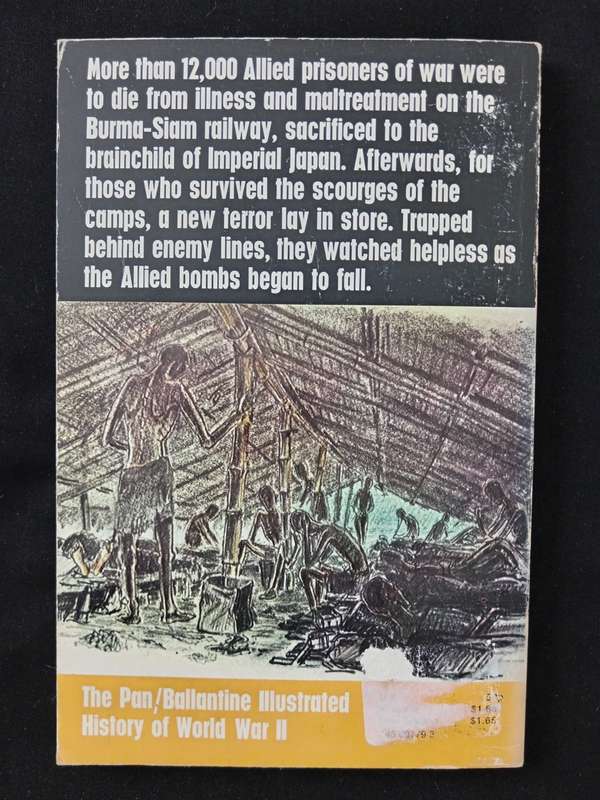 More than 12,000 Allied prisoners of war were
to die from illness and maltreatment on the
Burma-Siam railway, sacrificed to the
brainchild of Imperial Japan. Afterwards, for
those who survived the scourges of the
camps, a new terror lay in store. Trapped
behind enemy lines, they watched helpless as
the Allied bombs began to fall.
The Pan/Ballantine Illustrated
History of World War II
$1.65